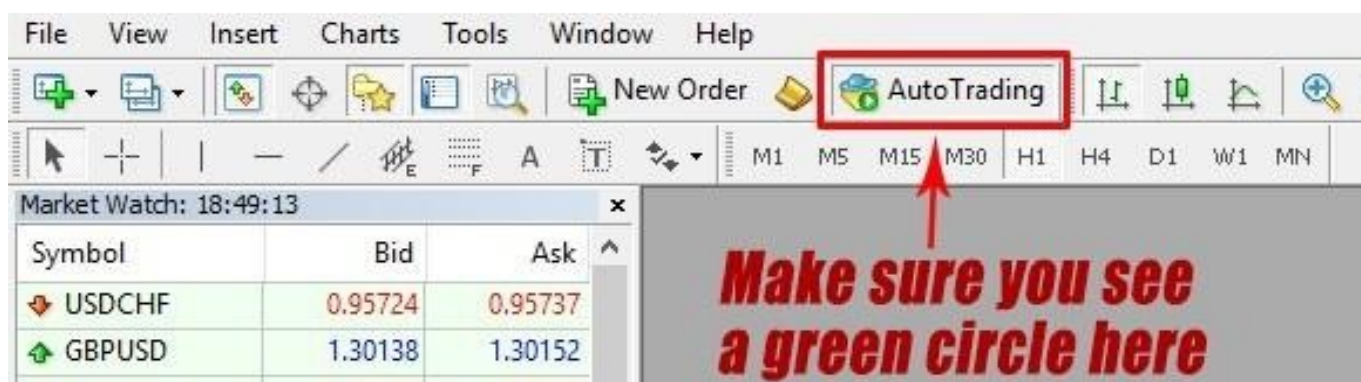 File View Insert Charts Tools Window Help
New Order AutoTrading
E F A T M1 M5 M15 M30 H1 H4 D1 W1 MN
Market Watch: 18:49:13
Symbol Bid Ask
USDCHF 0.95724 0.95737
GBPUSD 1.30138 1.30152
Make sure you see
a green circle here